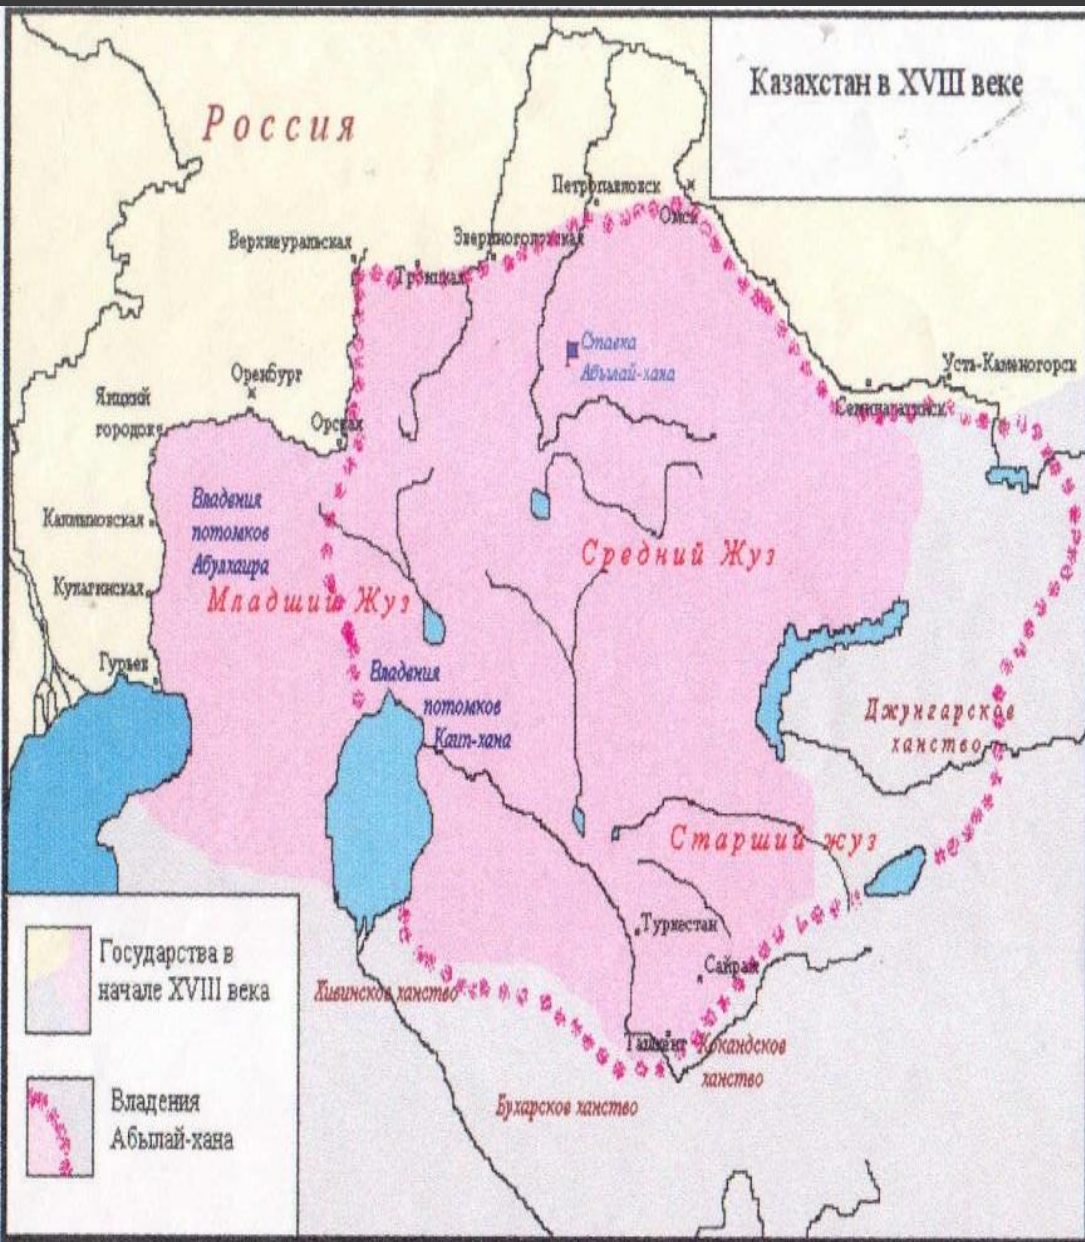 Казахстан в XVIII веке
Россия
Петропавловск
Омск
Верхнеуральская
Звериноголовская
Троицкая
Ставка
Абылай-хана
Усть-Каменогорск
Оренбург
Семипалатинск
Яицкий
городок
Орская
Владения
потомков
Абулхаира
Калмыковская
Средний Жуз
Кулагинская
Младший Жуз
Гурьев
Владения
потомков
Каип-хана
Джунгарское
ханство
Старший жуз
Туркестан
Сайрам
Государства в
начале XVIII века
Хивинское ханство
Ташкент
Кокандское
ханство
Бухарское ханство
Владения
Абылай-хана